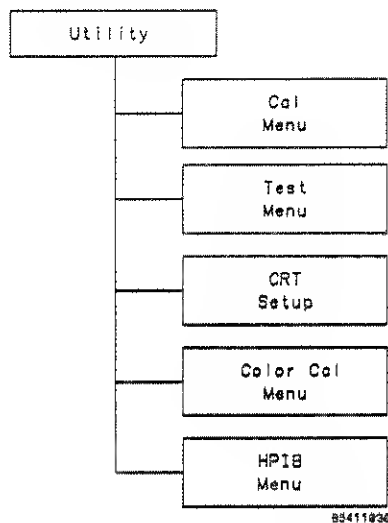 Utility
Cal
Menu
Test
Menu
CRT
Setup
Color Cal
Menu
HPIB
Menu